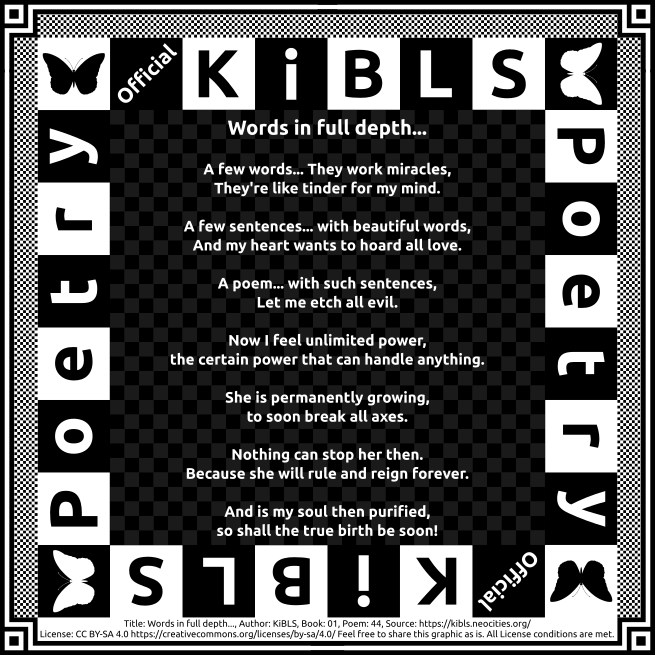 Official KiBLS
Poetry
Poetry
Words in full depth...
A few words... They work miracles,
They're like tinder for my mind.
A few sentences... with beautiful words,
And my heart wants to hoard all love.
A poem... with such sentences,
Let me etch all evil.
Now I feel unlimited power,
the certain power that can handle anything.
She is permanently growing,
to soon break all axes.
Nothing can stop her then.
Because she will rule and reign forever.
And is my soul then purified,
so shall the true birth be soon!
Official KiBLS
Title: Words in full depth..., Author: KiBLS, Book: 01, Poem: 44, Source: https://kibls.neocities.org/
License: CC BY-SA 4.0 https://creativecommons.org/licenses/by-sa/4.0/ Feel free to share this graphic as is. All License conditions are met.